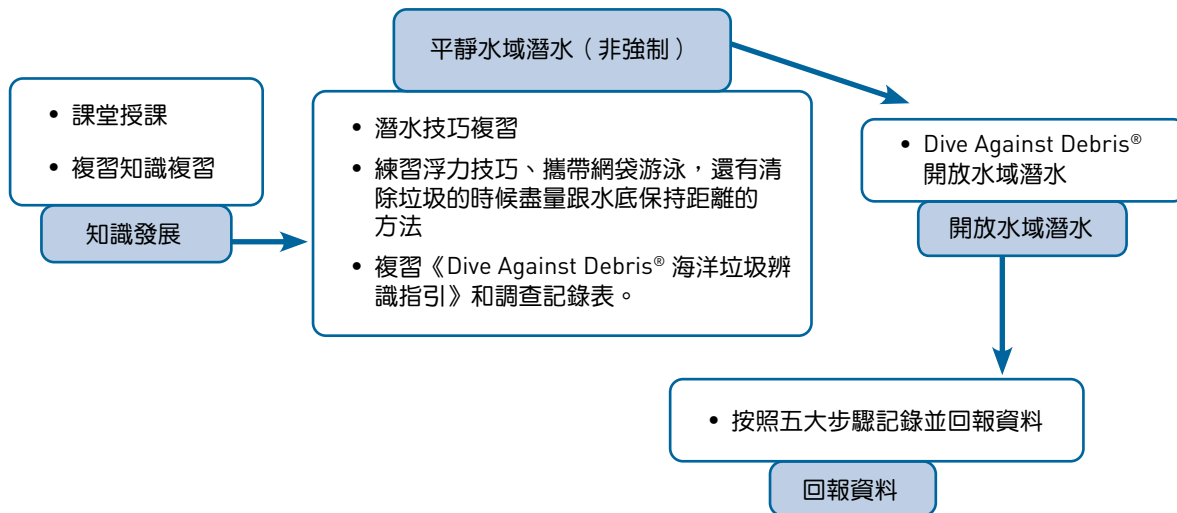 • 課堂授課
• 複習知識複習
知識發展
平靜水域潛水（非強制）
• 潛水技巧複習
• 練習浮力技巧、攜帶網袋游泳，還有清
除垃圾的時候盡量跟水底保持距離的
方法
• 複習《Dive Against Debris® 海洋垃圾辨
識指引》和調查記錄表。
• Dive Against Debris®
開放水域潛水
開放水域潛水
• 按照五大步驟記錄並回報資料
回報資料